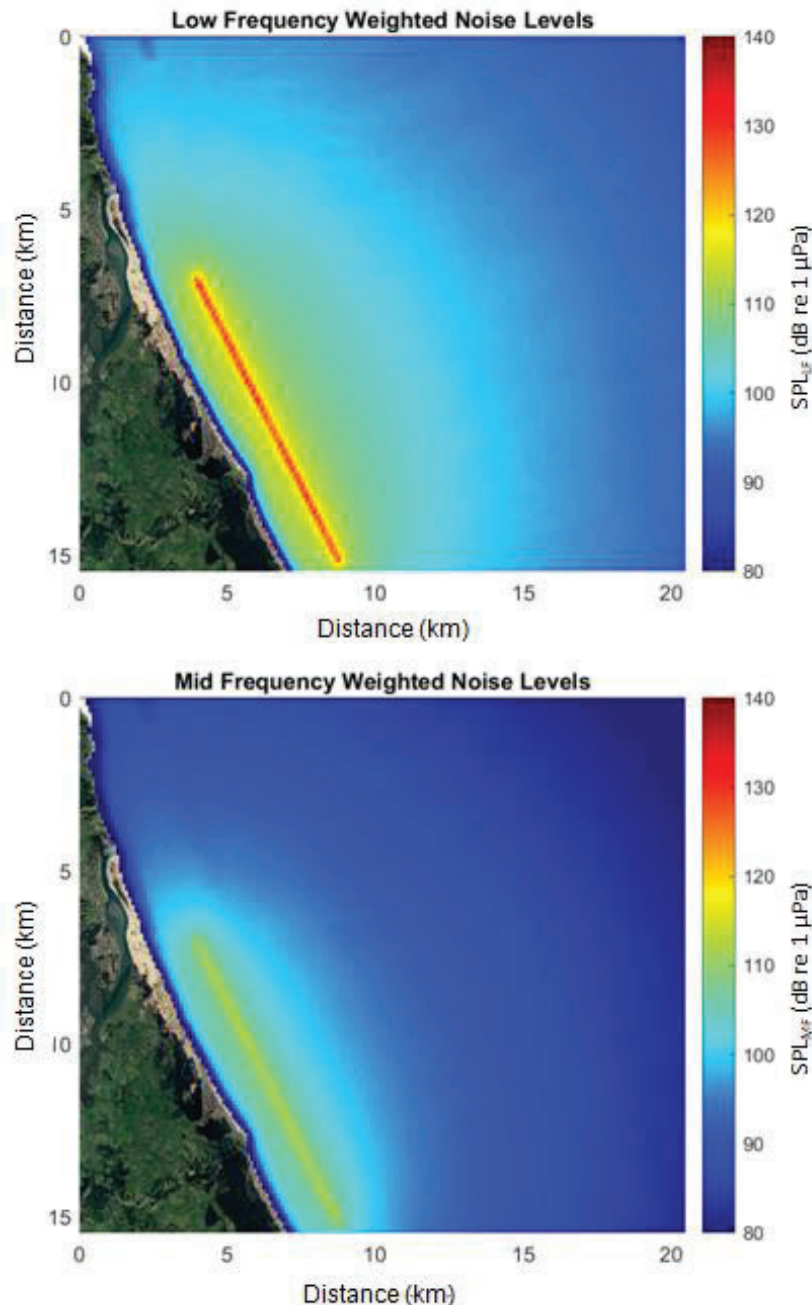 Low Frequency Weighted Noise Levels
0
5
10
15
Distance (km)
0 5 10 15 20
Distance (km)
140
130
120
110
100
90
80
SPL_LF (dB re 1 µPa)
Mid Frequency Weighted Noise Levels
0
5
10
15
Distance (km)
0 5 10 15 20
Distance (km)
140
130
120
110
100
90
80
SPL_MF (dB re 1 µPa)